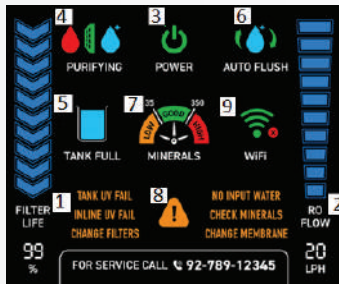 4 3 6
PURIFYING POWER AUTO FLUSH
5 7 35 350 9
LOW GOOD HIGH
TANK FULL MINERALS WiFi
1 TANK UV FAIL 8 NO INPUT WATER 2
FILTER INLINE UV FAIL CHECK MINERALS RO
LIFE CHANGE FILTERS CHANGE MEMBRANE FLOW
99 FOR SERVICE CALL 92-789-12345 20
% LPH